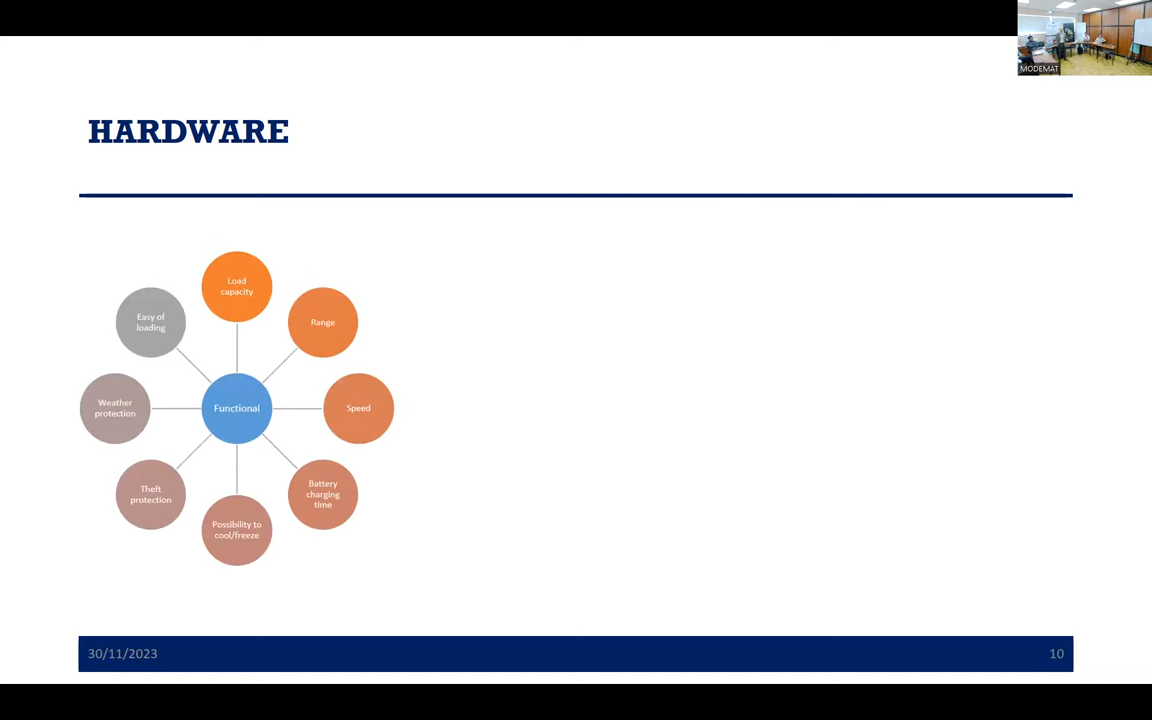 MODEMAT
HARDWARE
Load
capacity
Range
Speed
Battery
charging
time
Possibility to
cool/freeze
Theft
protection
Weather
protection
Easy of
loading
Functional
30/11/2023
10